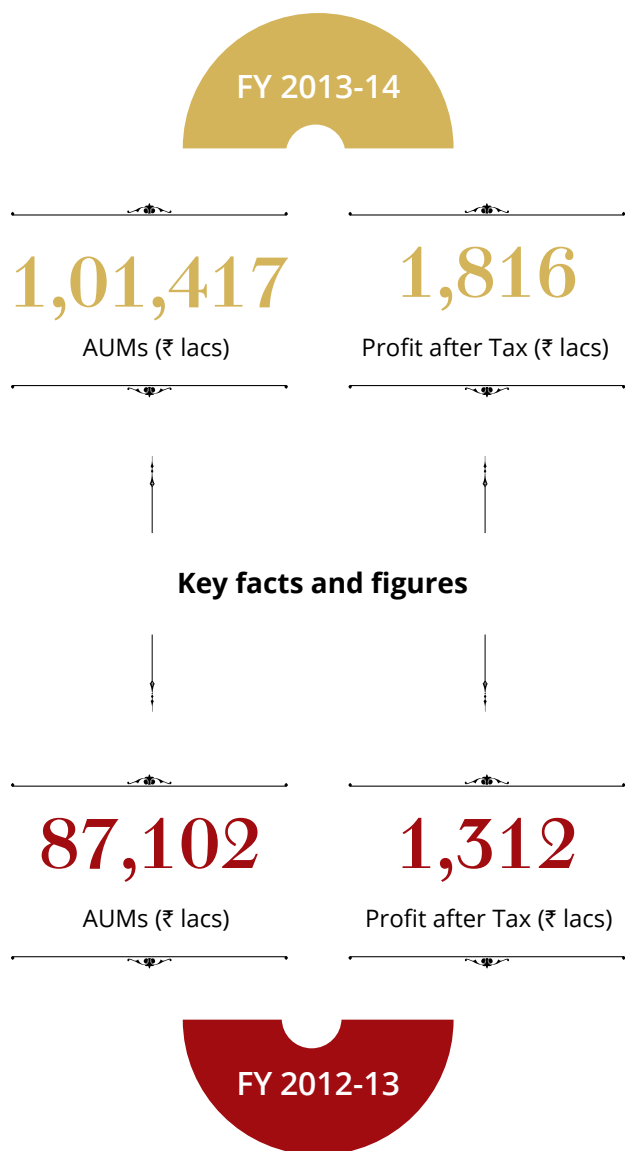 FY 2013-14
1,01,417
AUMs (₹ lacs)
1,816
Profit after Tax (₹ lacs)
Key facts and figures
87,102
AUMs (₹ lacs)
1,312
Profit after Tax (₹ lacs)
FY 2012-13